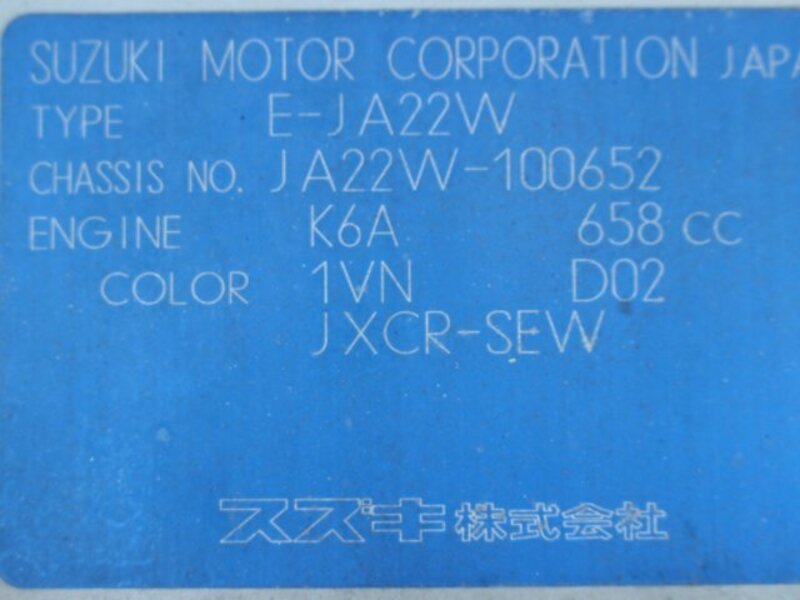 SUZUKI MOTOR CORPORATION JAPA
TYPE E-JA22W
CHASSIS NO. JA22W-100652
ENGINE K6A 658 CC
COLOR 1VN D02
JXCR-SEW
スズキ株式会社